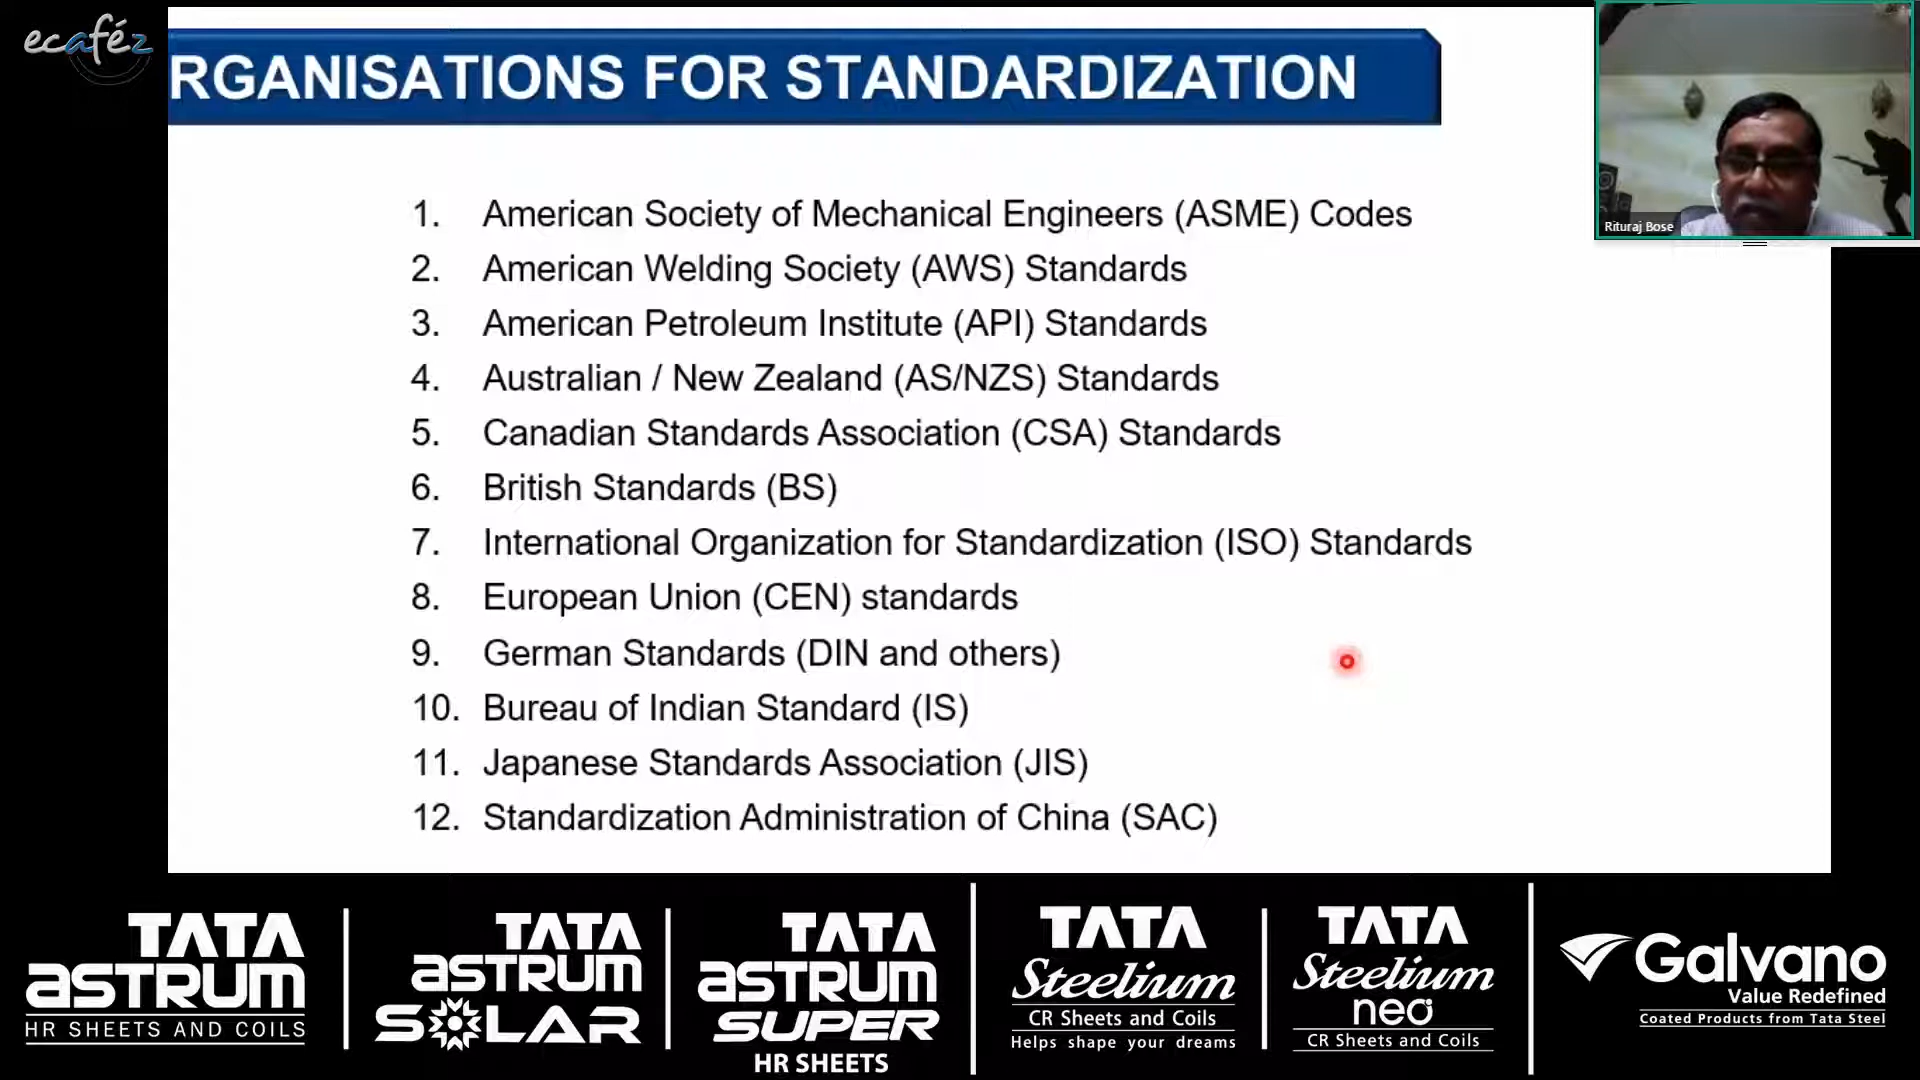 ecaféz
RGANISATIONS FOR STANDARDIZATION
Rituraj Bose
1. American Society of Mechanical Engineers (ASME) Codes
2. American Welding Society (AWS) Standards
3. American Petroleum Institute (API) Standards
4. Australian / New Zealand (AS/NZS) Standards
5. Canadian Standards Association (CSA) Standards
6. British Standards (BS)
7. International Organization for Standardization (ISO) Standards
8. European Union (CEN) standards
9. German Standards (DIN and others)
10. Bureau of Indian Standard (IS)
11. Japanese Standards Association (JIS)
12. Standardization Administration of China (SAC)
TATA
ASTRUM
HR SHEETS AND COILS
TATA
ASTRUM
SOLAR
TATA
ASTRUM
SUPER
HR SHEETS
TATA
Steelium
CR Sheets and Coils
Helps shape your dreams
TATA
Steelium
neo
CR Sheets and Coils
Galvano
Value Redefined
Coated Products from Tata Steel